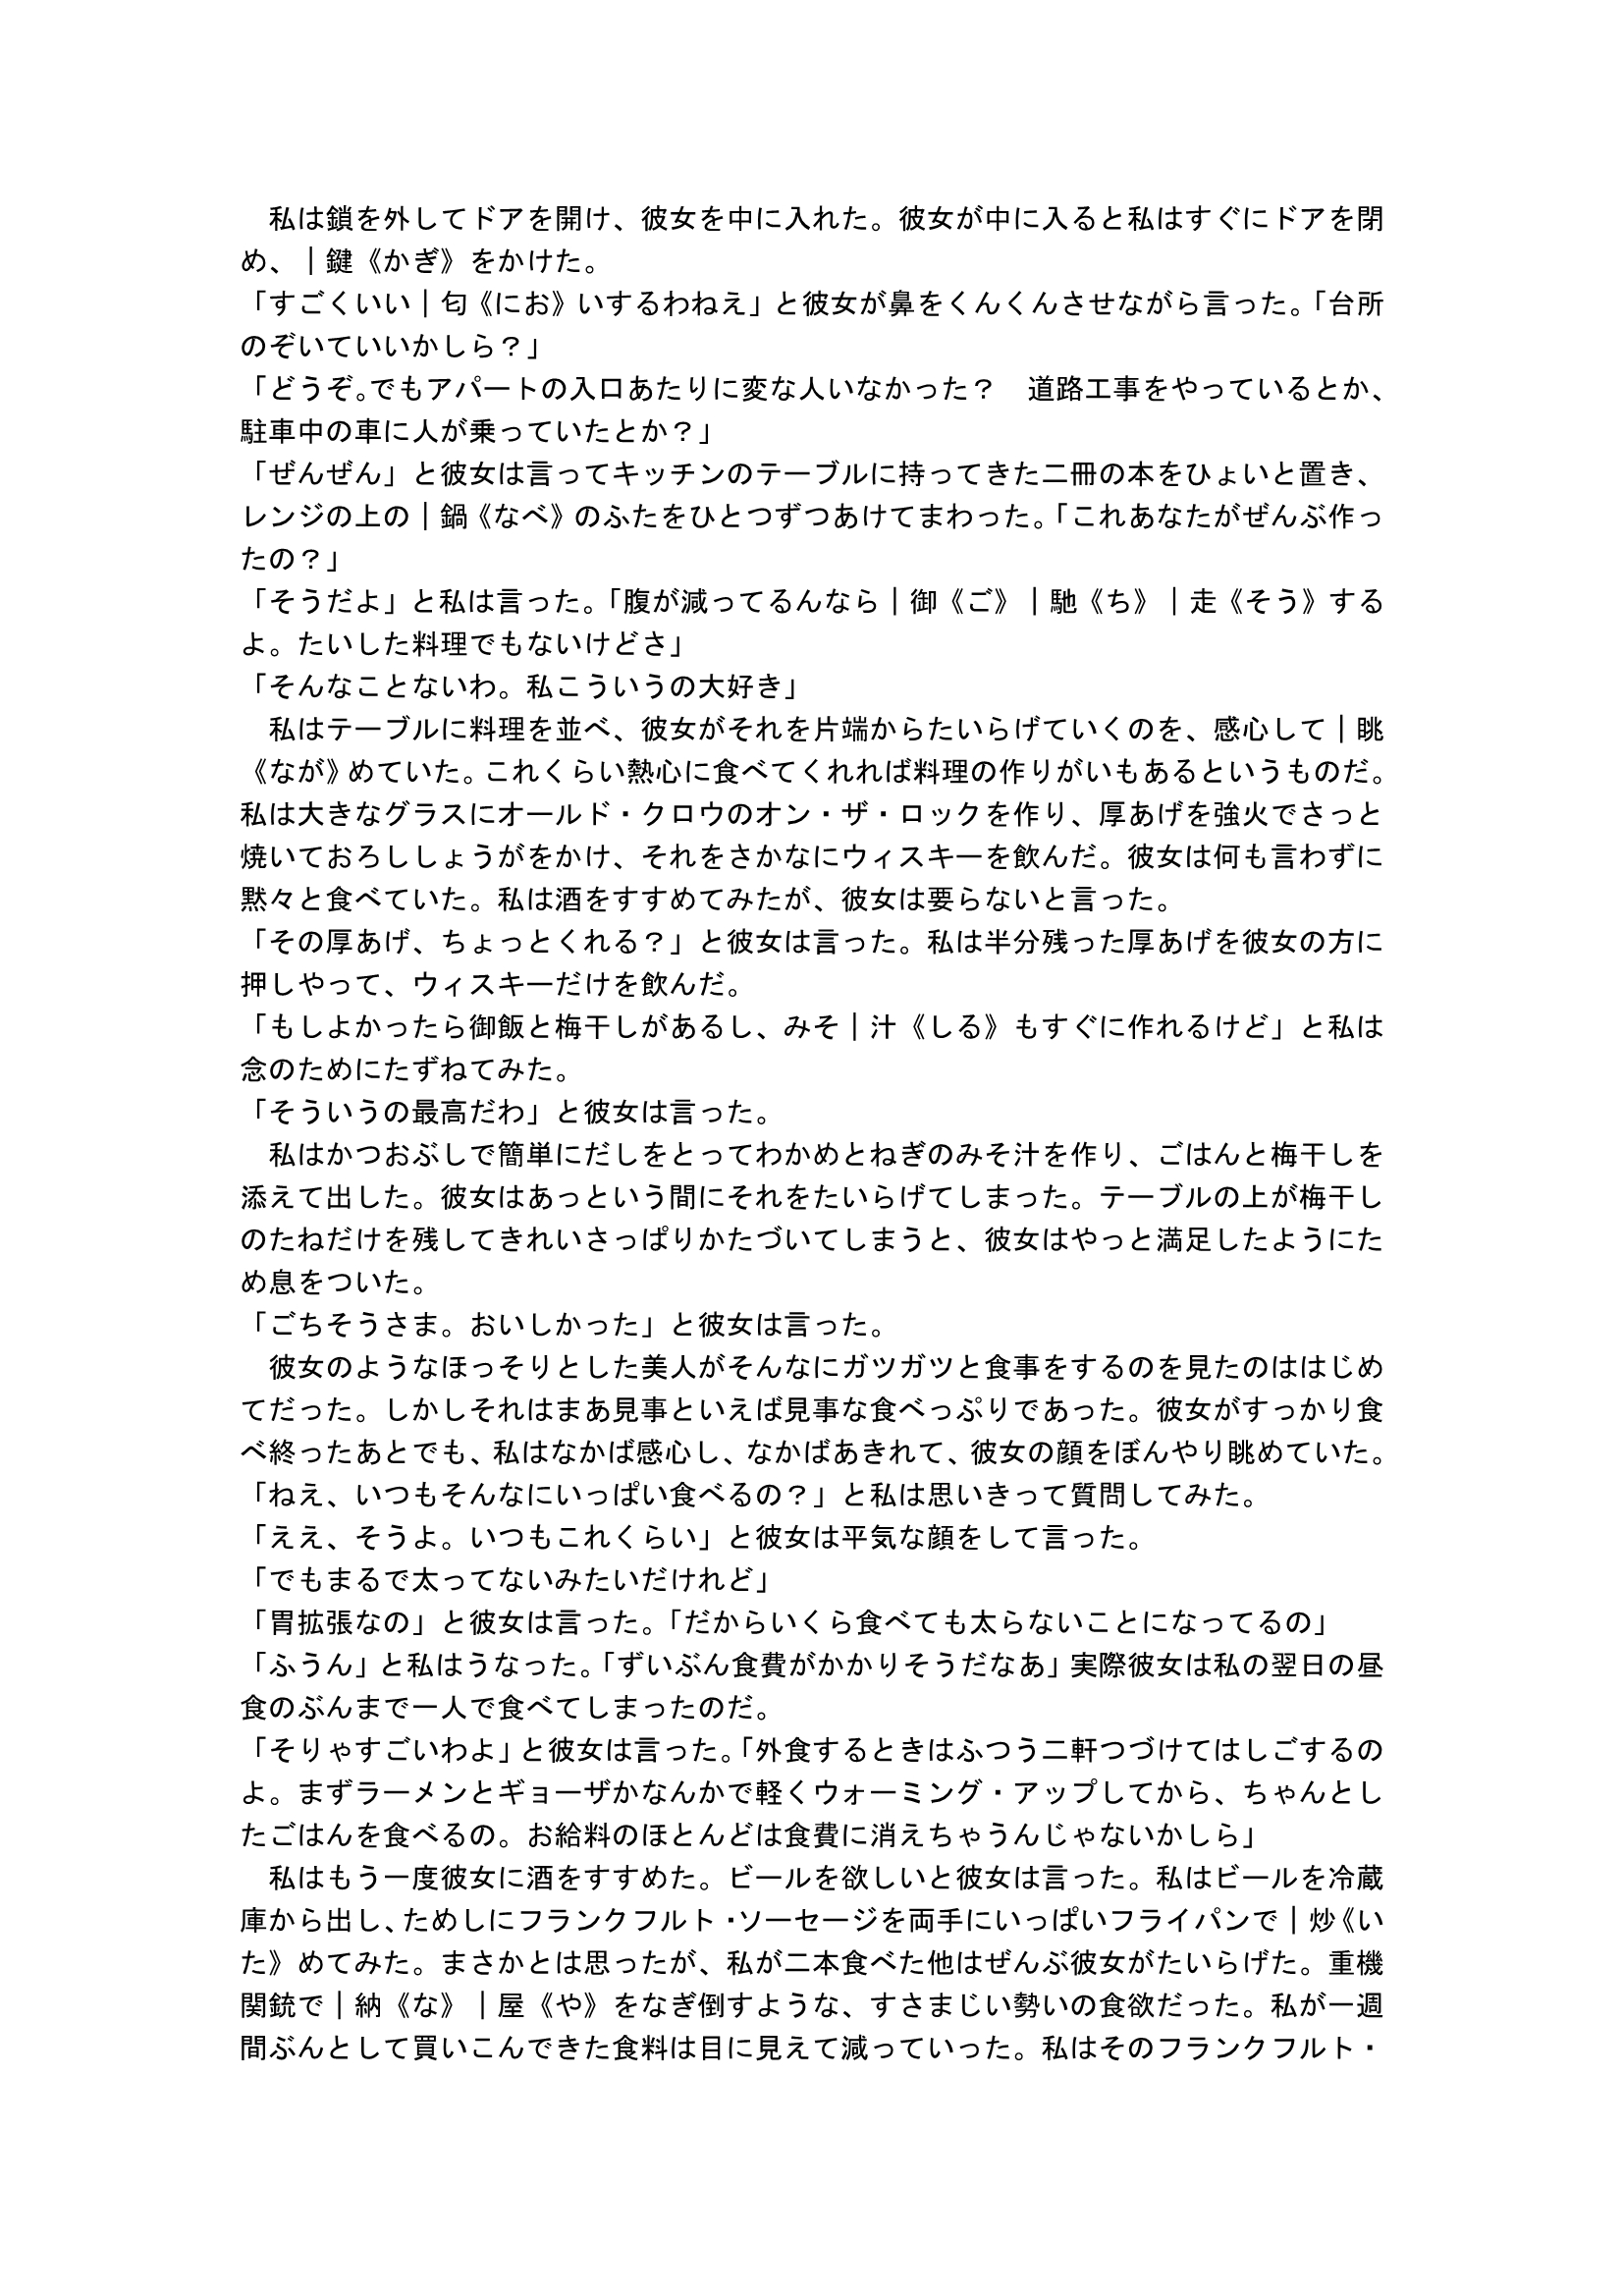 私は鎖を外してドアを開け、彼女を中に入れた。彼女が中に入ると私はすぐにドアを閉
め、｜鍵《かぎ》をかけた。
「すごくいい｜匂《にお》いするわねえ」と彼女が鼻をくんくんさせながら言った。「台所
のぞいていいかしら？」
「どうぞ。でもアパートの入口あたりに変な人いなかった？　道路工事をやっているとか、
駐車中の車に人が乗っていたとか？」
「ぜんぜん」と彼女は言ってキッチンのテーブルに持ってきた二冊の本をひょいと置き、
レンジの上の｜鍋《なべ》のふたをひとつずつあけてまわった。「これあなたがぜんぶ作っ
たの？」
「そうだよ」と私は言った。「腹が減ってるんなら｜御《ご》｜馳《ち》｜走《そう》する
よ。たいした料理でもないけどさ」
「そんなことないわ。私こういうの大好き」
　私はテーブルに料理を並べ、彼女がそれを片端からたいらげていくのを、感心して｜眺
《なが》めていた。これくらい熱心に食べてくれれば料理の作りがいもあるというものだ。
私は大きなグラスにオールド・クロウのオン・ザ・ロックを作り、厚あげを強火でさっと
焼いておろししょうがをかけ、それをさかなにウィスキーを飲んだ。彼女は何も言わずに
黙々と食べていた。私は酒をすすめてみたが、彼女は要らないと言った。
「その厚あげ、ちょっとくれる？」と彼女は言った。私は半分残った厚あげを彼女の方に
押しやって、ウィスキーだけを飲んだ。
「もしよかったら御飯と梅干しがあるし、みそ｜汁《しる》もすぐに作れるけど」と私は
念のためにたずねてみた。
「そういうの最高だわ」と彼女は言った。
　私はかつおぶしで簡単にだしをとってわかめとねぎのみそ汁を作り、ごはんと梅干しを
添えて出した。彼女はあっという間にそれをたいらげてしまった。テーブルの上が梅干し
のたねだけを残してきれいさっぱりかたづいてしまうと、彼女はやっと満足したようにた
め息をついた。
「ごちそうさま。おいしかった」と彼女は言った。
　彼女のようなほっそりとした美人がそんなにガツガツと食事をするのを見たのははじめ
てだった。しかしそれはまあ見事といえば見事な食べっぷりであった。彼女がすっかり食
べ終ったあとでも、私はなかば感心し、なかばあきれて、彼女の顔をぼんやり眺めていた。
「ねえ、いつもそんなにいっぱい食べるの？」と私は思いきって質問してみた。
「ええ、そうよ。いつもこれくらい」と彼女は平気な顔をして言った。
「でもまるで太ってないみたいだけれど」
「胃拡張なの」と彼女は言った。「だからいくら食べても太らないことになってるの」
「ふうん」と私はうなった。「ずいぶん食費がかかりそうだなあ」実際彼女は私の翌日の昼
食のぶんまで一人で食べてしまったのだ。
「そりゃすごいわよ」と彼女は言った。「外食するときはふつう二軒つづけてはしごするの
よ。まずラーメンとギョーザかなんかで軽くウォーミング・アップしてから、ちゃんとし
たごはんを食べるの。お給料のほとんどは食費に消えちゃうんじゃないかしら」
　私はもう一度彼女に酒をすすめた。ビールを欲しいと彼女は言った。私はビールを冷蔵
庫から出し、ためしにフランクフルト・ソーセージを両手にいっぱいフライパンで｜炒《い
た》めてみた。まさかとは思ったが、私が二本食べた他はぜんぶ彼女がたいらげた。重機
関銃で｜納《な》｜屋《や》をなぎ倒すような、すさまじい勢いの食欲だった。私が一週
間ぶんとして買いこんできた食料は目に見えて減っていった。私はそのフランクフルト・